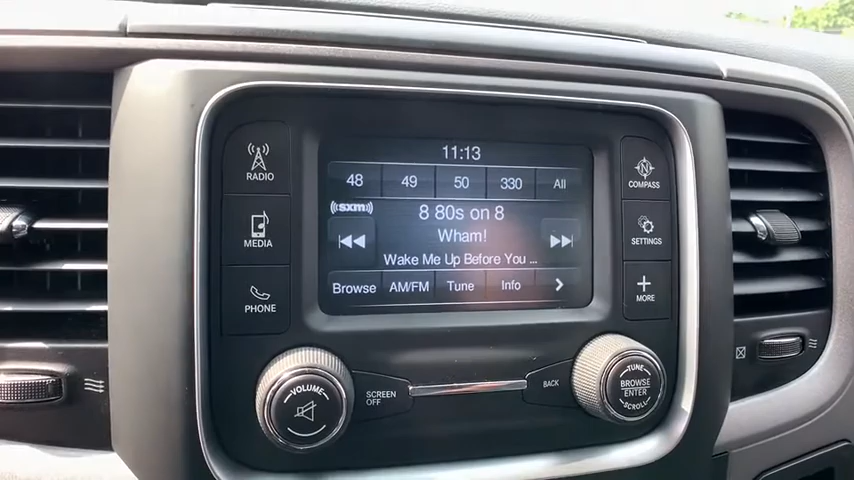 11:13
48 49 50 330 All
((sxm)) 8 80s on 8
Wham!
Wake Me Up Before You ...
Browse AM/FM Tune Info
RADIO
MEDIA
PHONE
N
COMPASS
SETTINGS
MORE
VOLUME
SCREEN
OFF
BACK
TUNE
BROWSE
ENTER
SCROLL